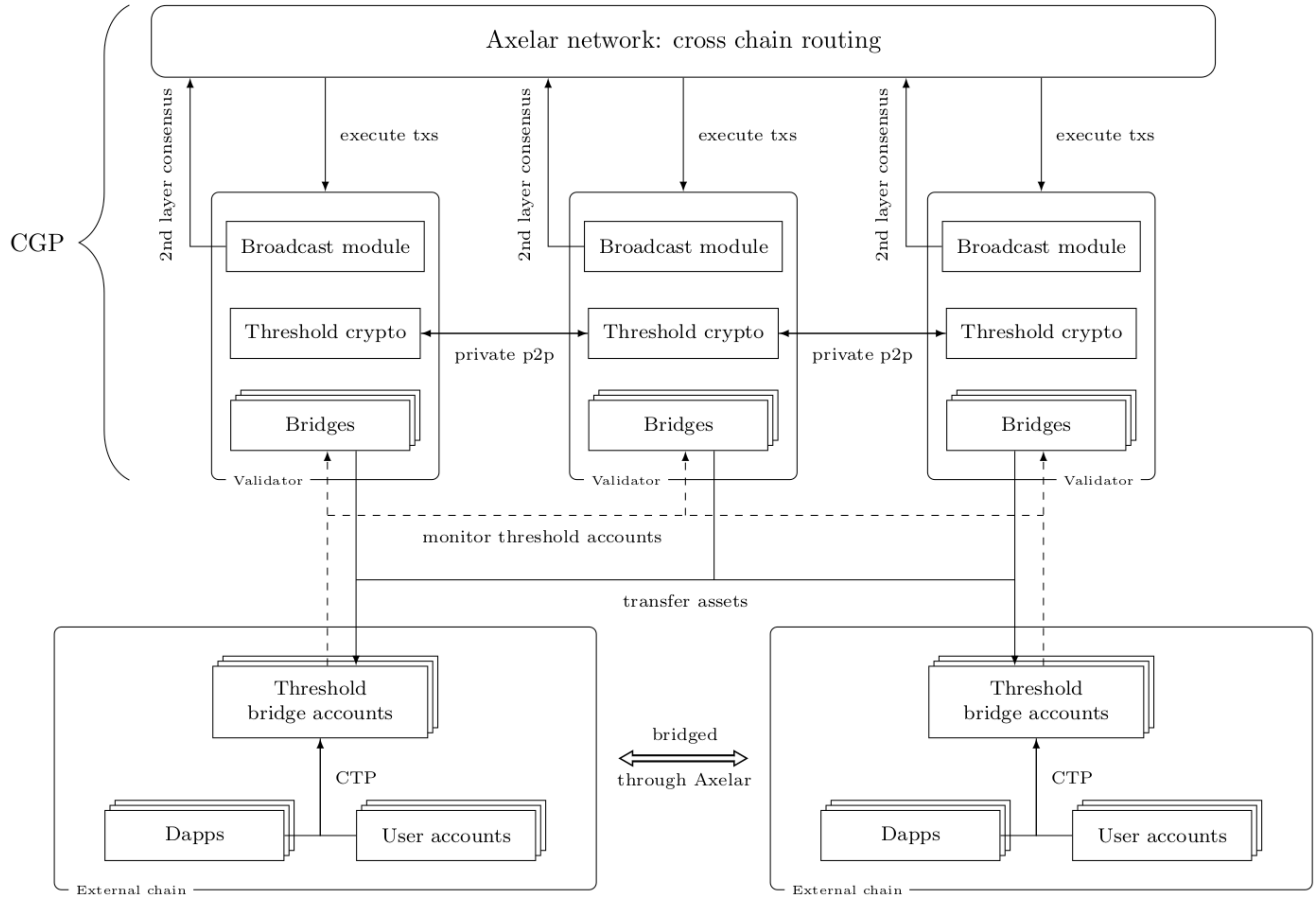 Axelar network: cross chain routing
2nd layer consensus
execute txs
2nd layer consensus
execute txs
2nd layer consensus
execute txs
CGP
Broadcast module
Broadcast module
Broadcast module
Threshold crypto
Threshold crypto
Threshold crypto
private p2p
private p2p
Bridges
Bridges
Bridges
Validator
Validator
Validator
monitor threshold accounts
transfer assets
Threshold
bridge accounts
Threshold
bridge accounts
bridged
through Axelar
CTP
CTP
Dapps
User accounts
Dapps
User accounts
External chain
External chain